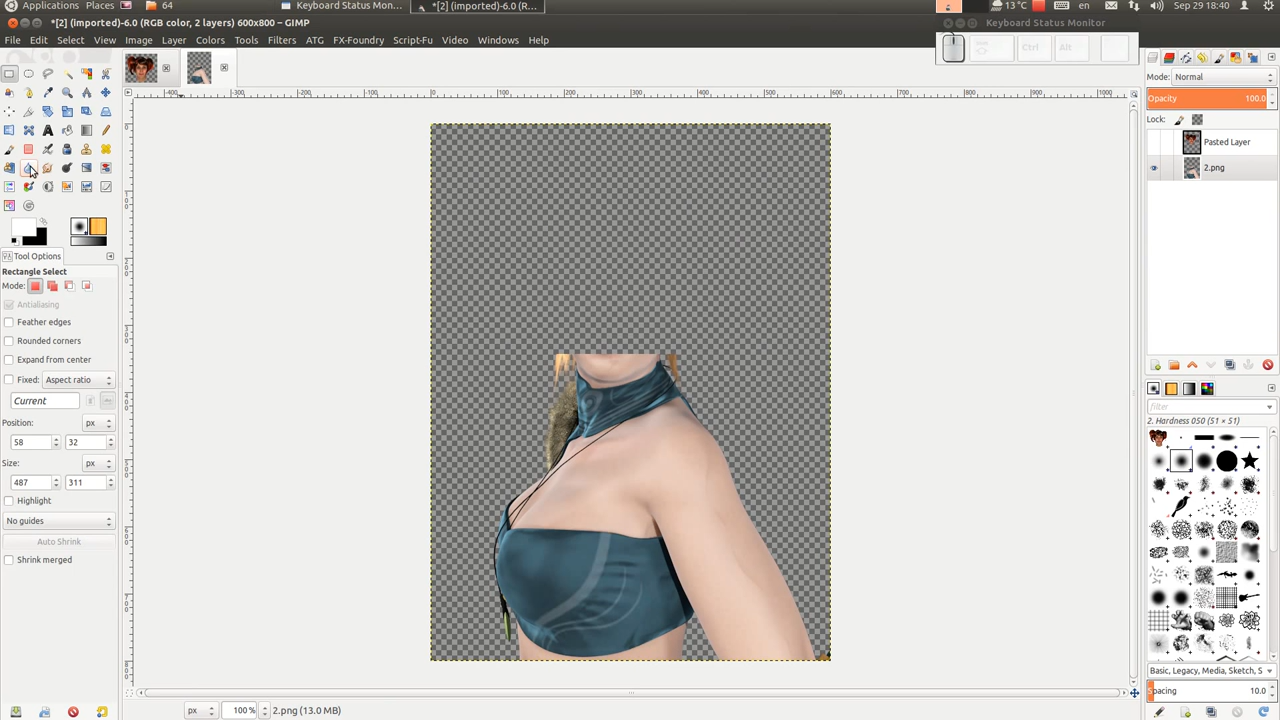 Applications Places 64 Keyboard Status Monit... *[2] (imported)-6.0 (R... 13 °C en Sep 29 18:40
*[2] (imported)-6.0 (RGB color, 2 layers) 600x800 – GIMP
Keyboard Status Monitor
File Edit Select View Image Layer Colors Tools Filters ATG FX-Foundry Script-Fu Video Windows Help
Ctrl Alt
Mode: Normal
Opacity 100.0
Lock:
Pasted Layer
2.png
Tool Options
Rectangle Select
Mode:
Antialiasing
Feather edges
Rounded corners
Expand from center
Fixed: Aspect ratio
Current
Position: px
58 32
Size: px
487 311
Highlight
No guides
Auto Shrink
Shrink merged
filter
2. Hardness 050 (51 × 51)
Basic, Legacy, Media, Sketch, S
Spacing 10.0
px 100 % 2.png (13.0 MB)